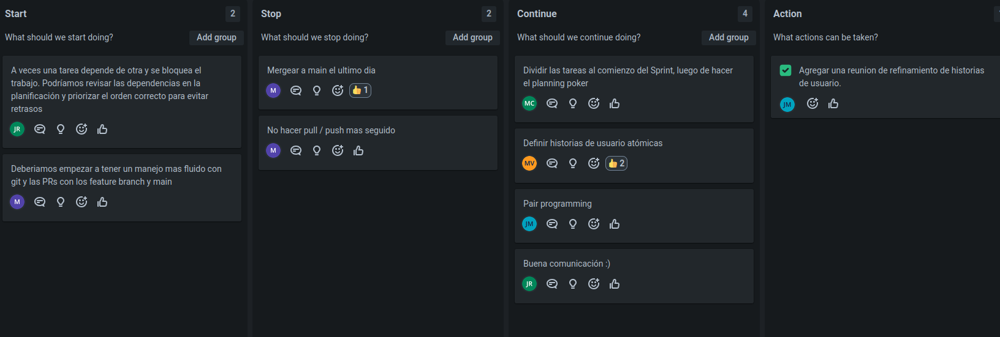 Start
2
What should we start doing?
Add group
A veces una tarea depende de otra y se bloquea el
trabajo. Podríamos revisar las dependencias en la
planificación y priorizar el orden correcto para evitar
retrasos
JR
Deberiamos empezar a tener un manejo mas fluido con
git y las PRs con los feature branch y main
M
Stop
2
What should we stop doing?
Add group
Mergear a main el ultimo dia
M
1
No hacer pull / push mas seguido
M
Continue
4
What should we continue doing?
Add group
Dividir las tareas al comienzo del Sprint, luego de hacer
el planning poker
MC
Definir historias de usuario atómicas
MV
2
Pair programming
JM
Buena comunicación :)
JR
Action
What actions can be taken?
Agregar una reunion de refinamiento de historias
de usuario.
JM